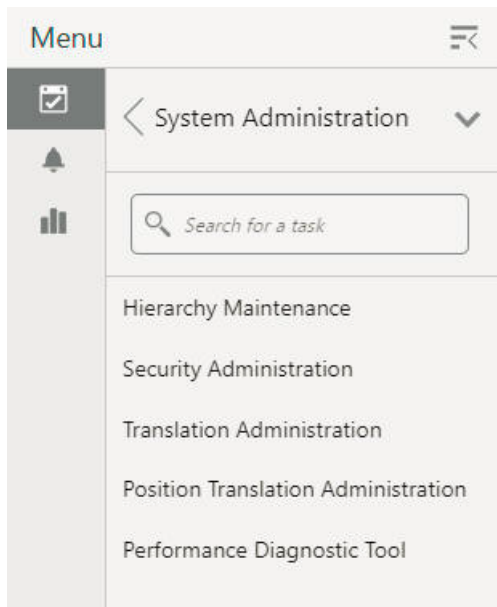 Menu
System Administration
Search for a task
Hierarchy Maintenance
Security Administration
Translation Administration
Position Translation Administration
Performance Diagnostic Tool